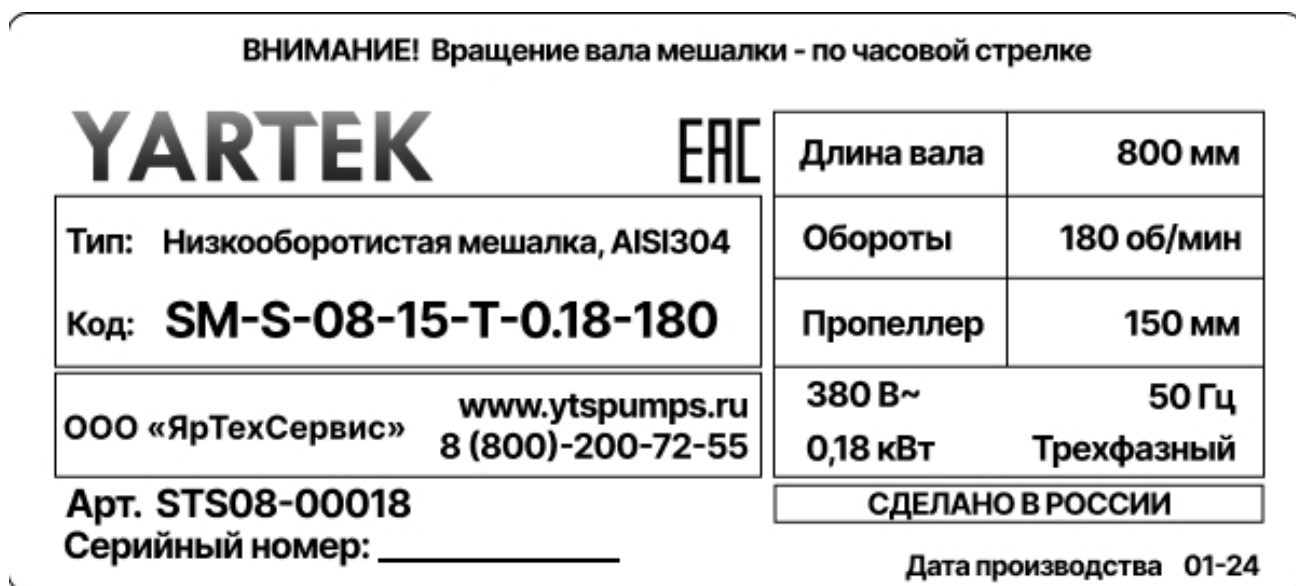 ВНИМАНИЕ! Вращение вала мешалки - по часовой стрелке
YARTEK
EAC
Тип: Низкооборотистая мешалка, AISI304
Код: SM-S-08-15-T-0.18-180
ООО «ЯрТехСервис»
www.ytspumps.ru
8 (800)-200-72-55
Арт. STS08-00018
Серийный номер:
Длина вала 800 мм
Обороты 180 об/мин
Пропеллер 150 мм
380 В~ 50 Гц
0,18 кВт Трехфазный
СДЕЛАНО В РОССИИ
Дата производства 01-24